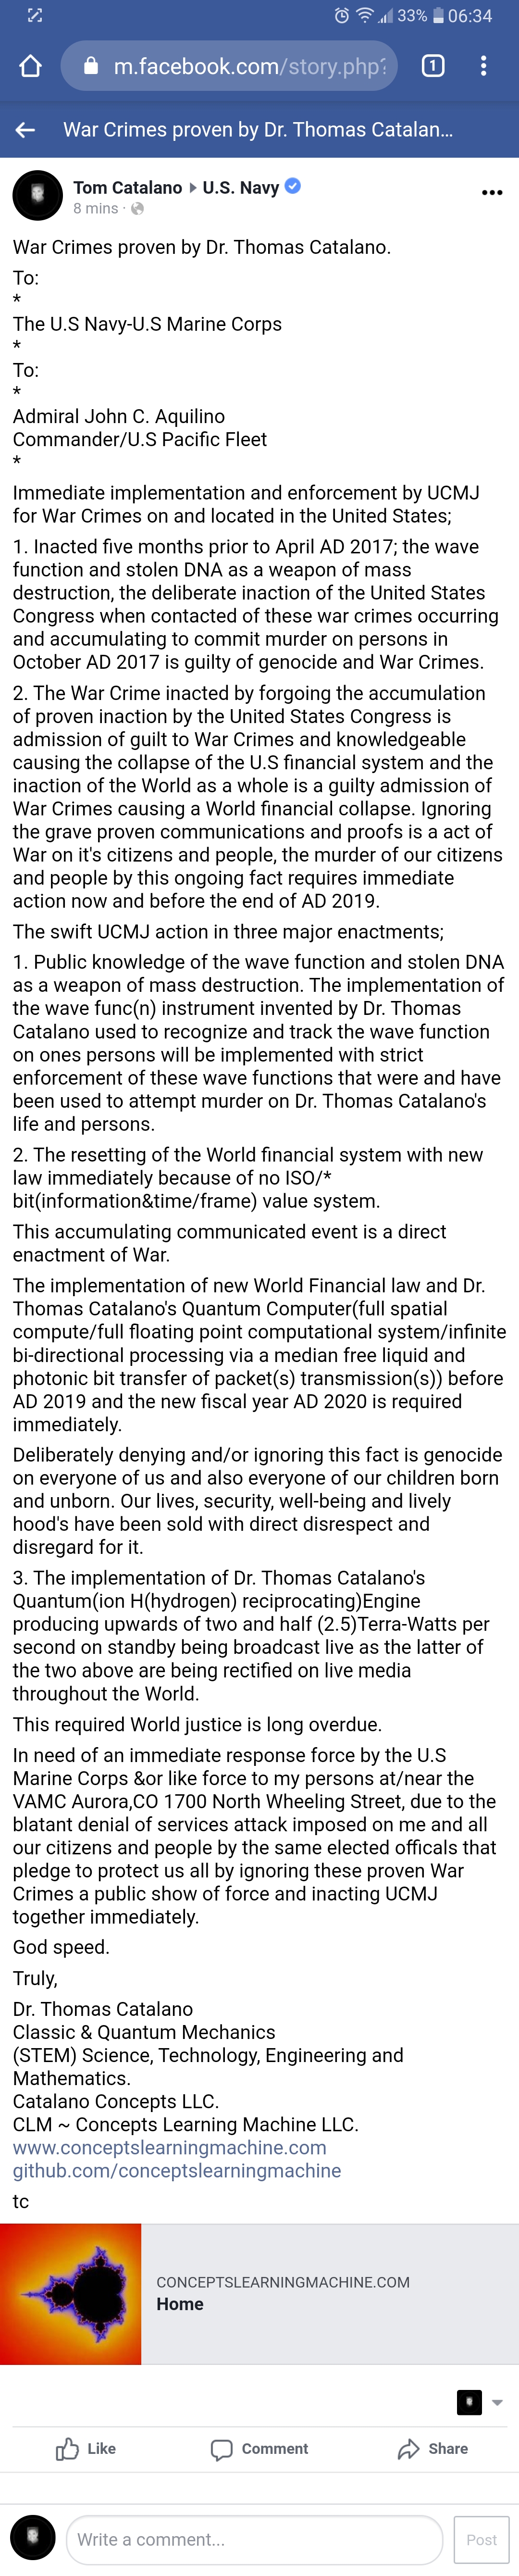 33% 06:34
m.facebook.com/story.php?
1
War Crimes proven by Dr. Thomas Catalan...
Tom Catalano U.S. Navy
8 mins ·
War Crimes proven by Dr. Thomas Catalano.
To:
*
The U.S Navy-U.S Marine Corps
*
To:
*
Admiral John C. Aquilino
Commander/U.S Pacific Fleet
*
Immediate implementation and enforcement by UCMJ
for War Crimes on and located in the United States;
1. Inacted five months prior to April AD 2017; the wave
function and stolen DNA as a weapon of mass
destruction, the deliberate inaction of the United States
Congress when contacted of these war crimes occurring
and accumulating to commit murder on persons in
October AD 2017 is guilty of genocide and War Crimes.
2. The War Crime inacted by forgoing the accumulation
of proven inaction by the United States Congress is
admission of guilt to War Crimes and knowledgeable
causing the collapse of the U.S financial system and the
inaction of the World as a whole is a guilty admission of
War Crimes causing a World financial collapse. Ignoring
the grave proven communications and proofs is a act of
War on it's citizens and people, the murder of our citizens
and people by this ongoing fact requires immediate
action now and before the end of AD 2019.
The swift UCMJ action in three major enactments;
1. Public knowledge of the wave function and stolen DNA
as a weapon of mass destruction. The implementation of
the wave func(n) instrument invented by Dr. Thomas
Catalano used to recognize and track the wave function
on ones persons will be implemented with strict
enforcement of these wave functions that were and have
been used to attempt murder on Dr. Thomas Catalano's
life and persons.
2. The resetting of the World financial system with new
law immediately because of no ISO/*
bit(information&time/frame) value system.
This accumulating communicated event is a direct
enactment of War.
The implementation of new World Financial law and Dr.
Thomas Catalano's Quantum Computer(full spatial
compute/full floating point computational system/infinite
bi-directional processing via a median free liquid and
photonic bit transfer of packet(s) transmission(s)) before
AD 2019 and the new fiscal year AD 2020 is required
immediately.
Deliberately denying and/or ignoring this fact is genocide
on everyone of us and also everyone of our children born
and unborn. Our lives, security, well-being and lively
hood's have been sold with direct disrespect and
disregard for it.
3. The implementation of Dr. Thomas Catalano's
Quantum(ion H(hydrogen) reciprocating)Engine
producing upwards of two and half (2.5)Terra-Watts per
second on standby being broadcast live as the latter of
the two above are being rectified on live media
throughout the World.
This required World justice is long overdue.
In need of an immediate response force by the U.S
Marine Corps &or like force to my persons at/near the
VAMC Aurora,CO 1700 North Wheeling Street, due to the
blatant denial of services attack imposed on me and all
our citizens and people by the same elected officals that
pledge to protect us all by ignoring these proven War
Crimes a public show of force and inacting UCMJ
together immediately.
God speed.
Truly,
Dr. Thomas Catalano
Classic & Quantum Mechanics
(STEM) Science, Technology, Engineering and
Mathematics.
Catalano Concepts LLC.
CLM ~ Concepts Learning Machine LLC.
www.conceptslearningmachine.com
github.com/conceptslearningmachine
tc
CONCEPTSLEARNINGMACHINE.COM
Home
Like Comment Share
Write a comment... Post